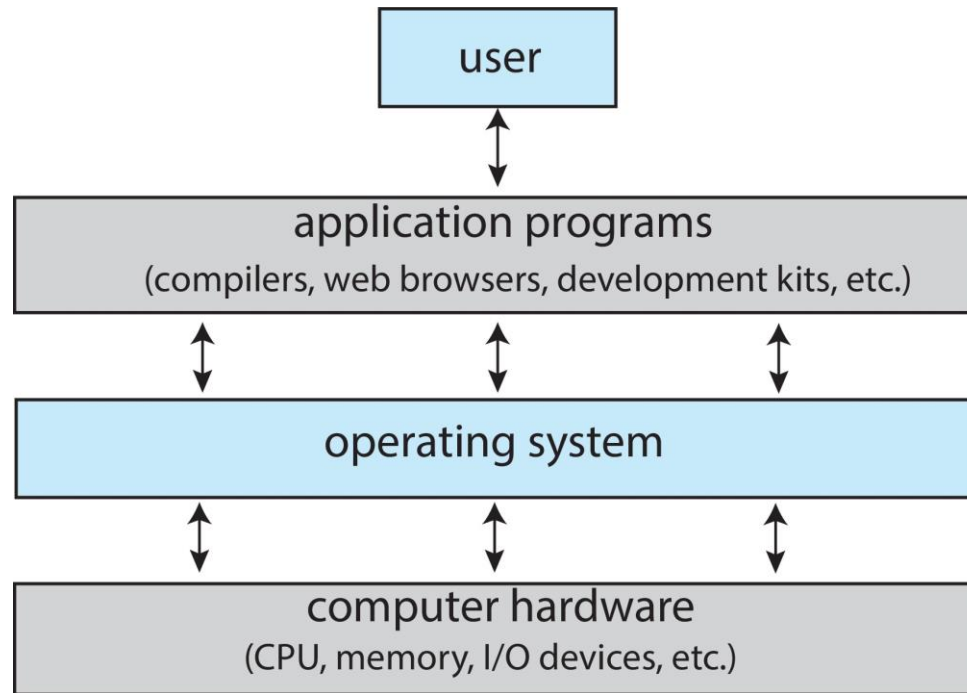 user
application programs
(compilers, web browsers, development kits, etc.)
operating system
computer hardware
(CPU, memory, I/O devices, etc.)